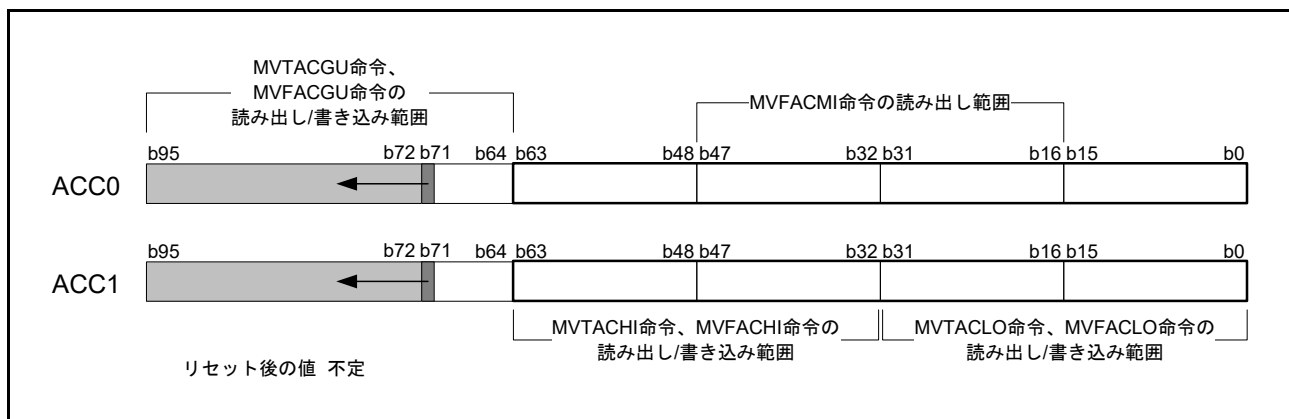 MVTACGU命令、
MVFACGU命令の
読み出し/書き込み範囲
MVFACMI命令の読み出し範囲
b95 b72 b71 b64 b63 b48 b47 b32 b31 b16 b15 b0
ACC0
b95 b72 b71 b64 b63 b48 b47 b32 b31 b16 b15 b0
ACC1
MVTACHI命令、MVFACHI命令の
読み出し/書き込み範囲
MVTACLO命令、MVFACLO命令の
読み出し/書き込み範囲
リセット後の値 不定